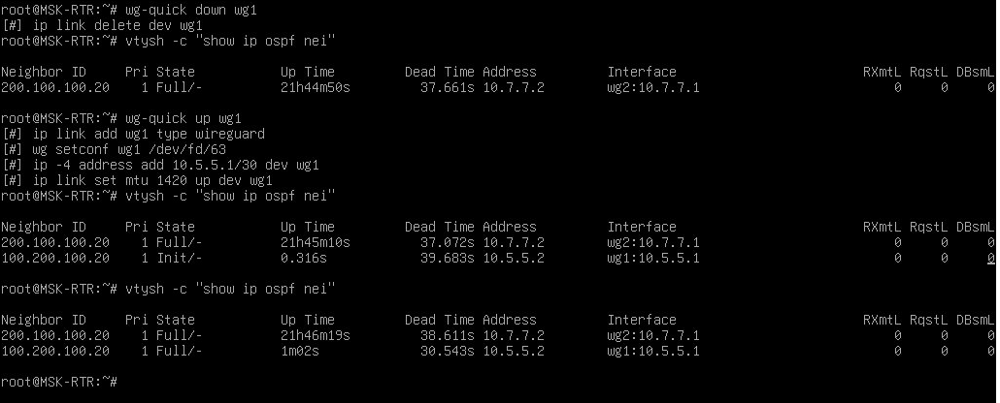 root@MSK-RTR:~# wg-quick down wg1
[#] ip link delete dev wg1
root@MSK-RTR:~# vtysh -c "show ip ospf nei"
Neighbor ID     Pri State           Up Time         Dead Time Address         Interface                        RXmtL RqstL DBsmL
200.100.100.20    1 Full/-          21h44m50s         37.661s 10.7.7.2        wg2:10.7.7.1                         0     0     0
root@MSK-RTR:~# wg-quick up wg1
[#] ip link add wg1 type wireguard
[#] wg setconf wg1 /dev/fd/63
[#] ip -4 address add 10.5.5.1/30 dev wg1
[#] ip link set mtu 1420 up dev wg1
root@MSK-RTR:~# vtysh -c "show ip ospf nei"
Neighbor ID     Pri State           Up Time         Dead Time Address         Interface                        RXmtL RqstL DBsmL
200.100.100.20    1 Full/-          21h45m10s         37.072s 10.7.7.2        wg2:10.7.7.1                         0     0     0
100.200.100.20    1 Init/-          0.316s            39.683s 10.5.5.2        wg1:10.5.5.1                         0     0     0
root@MSK-RTR:~# vtysh -c "show ip ospf nei"
Neighbor ID     Pri State           Up Time         Dead Time Address         Interface                        RXmtL RqstL DBsmL
200.100.100.20    1 Full/-          21h46m19s         38.611s 10.7.7.2        wg2:10.7.7.1                         0     0     0
100.200.100.20    1 Full/-          1m02s             30.543s 10.5.5.2        wg1:10.5.5.1                         0     0     0
root@MSK-RTR:~#